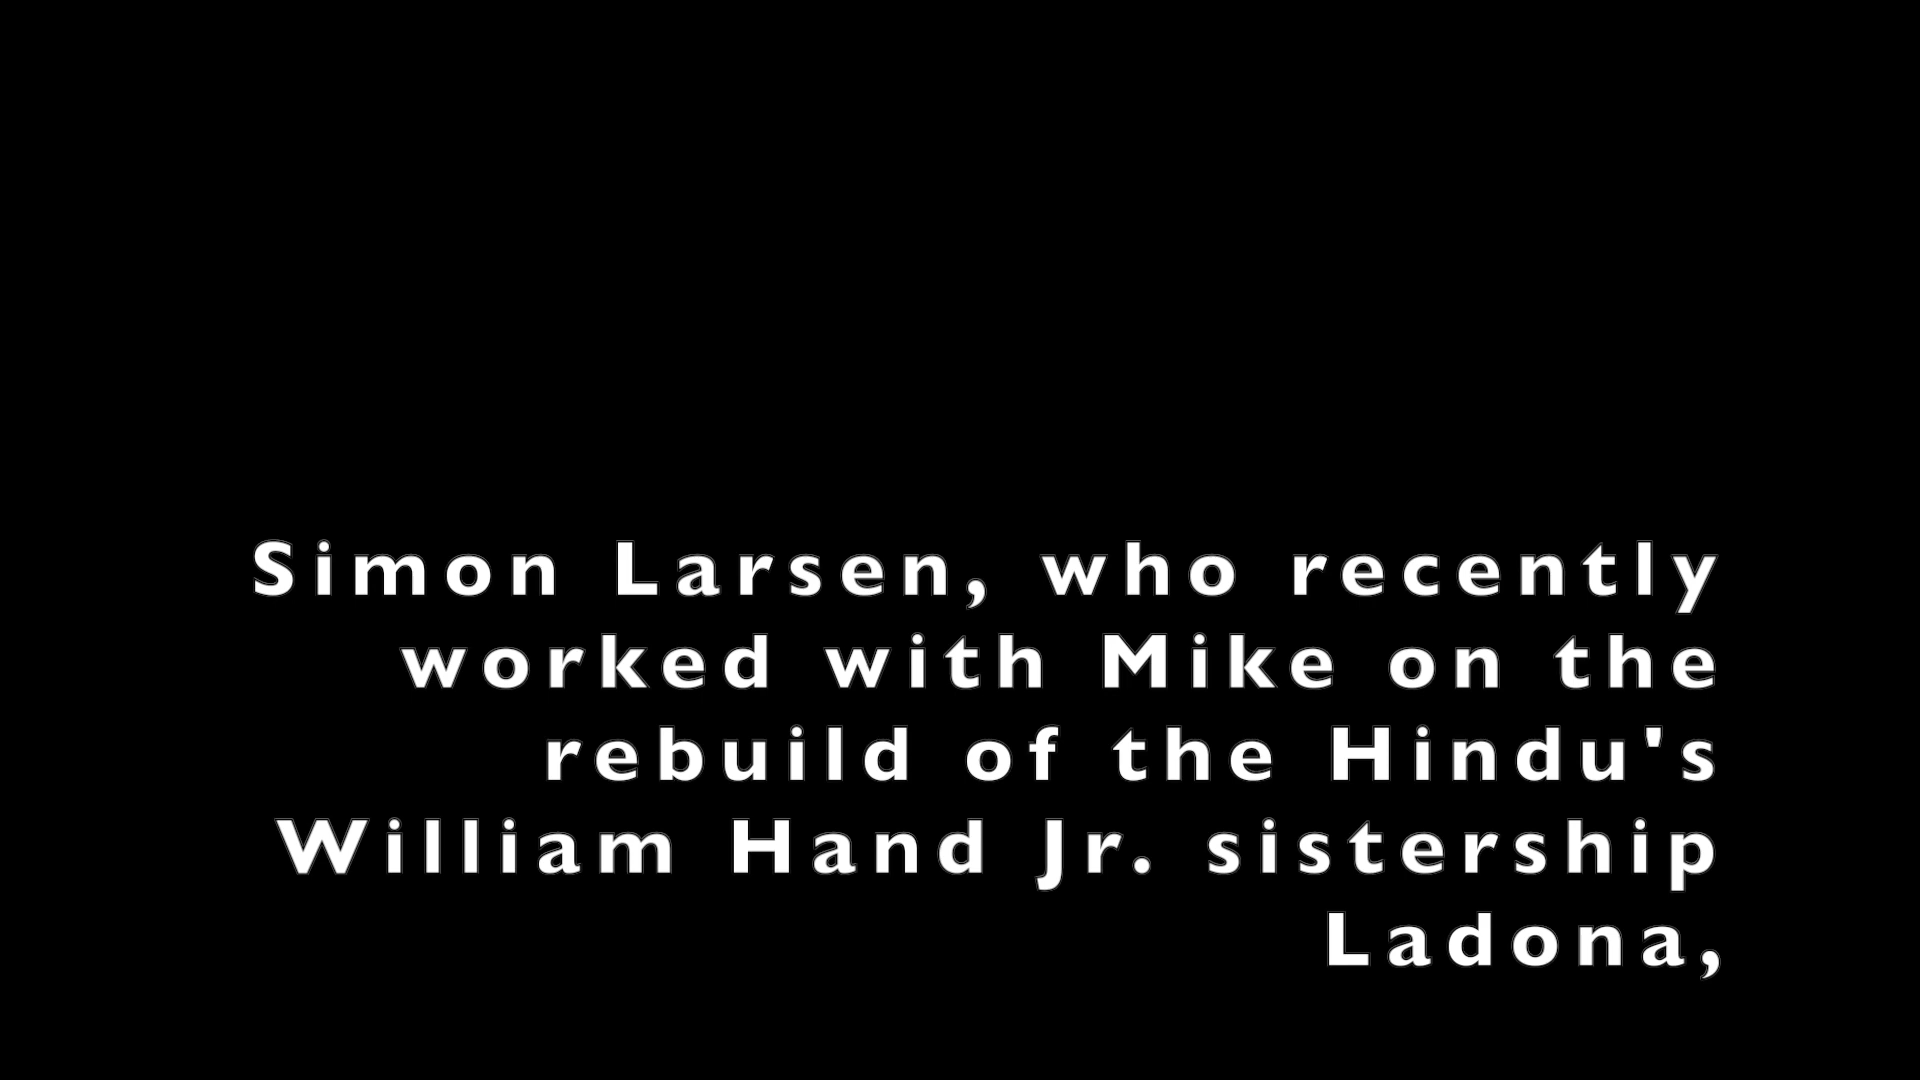 Simon Larsen, who recently
worked with Mike on the
rebuild of the Hindu's
William Hand Jr. sistership
Ladona,